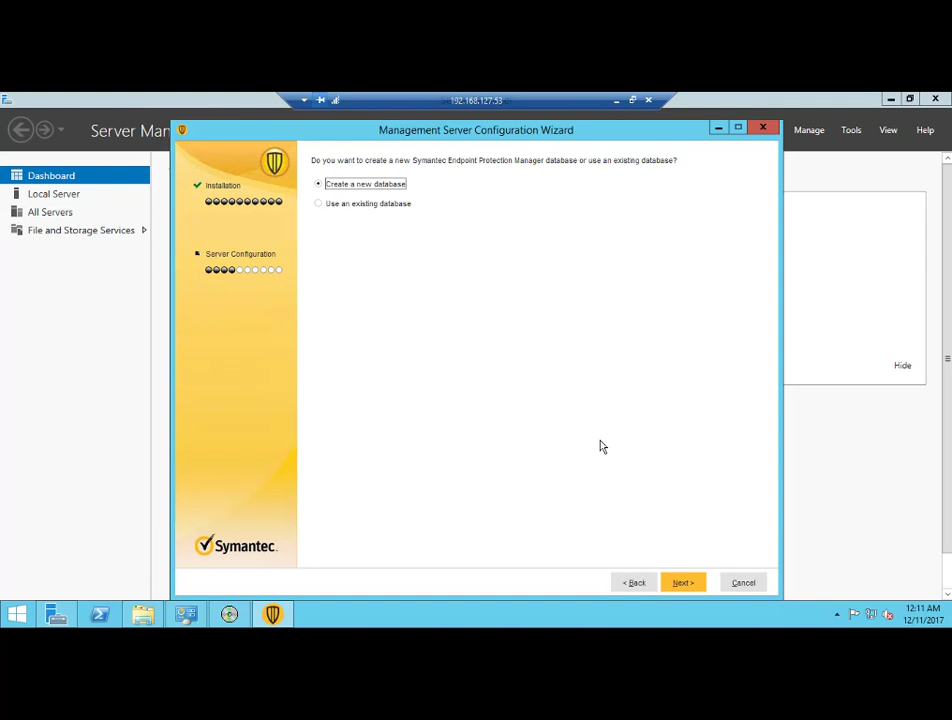 192.168.127.53
Server Man
Manage
Tools
View
Help
Management Server Configuration Wizard
Dashboard
Local Server
All Servers
File and Storage Services
Installation
Server Configuration
Symantec.
Do you want to create a new Symantec Endpoint Protection Manager database or use an existing database?
Create a new database
Use an existing database
Hide
< Back
Next >
Cancel
12:11 AM
12/11/2017